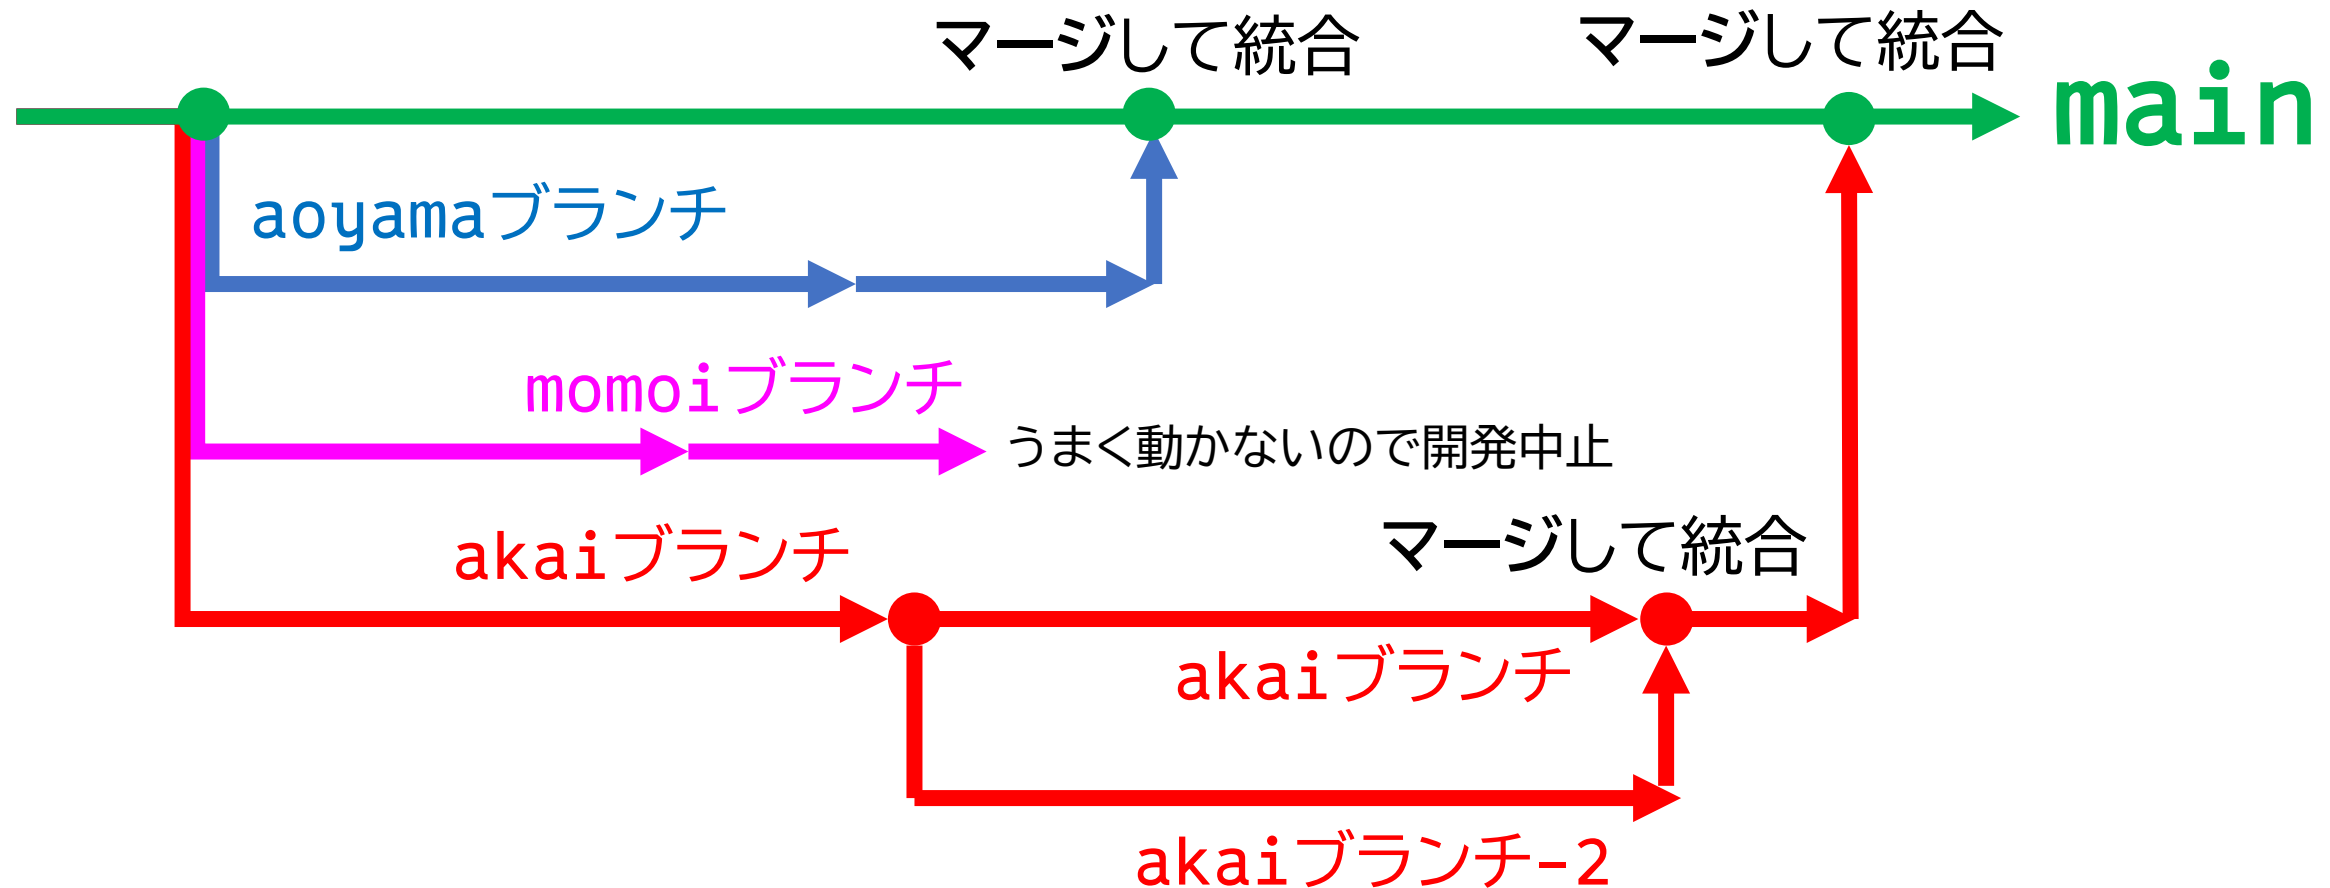 マージして統合
マージして統合
main
aoyamaブランチ
momoiブランチ
うまく動かないので開発中止
akaiブランチ
マージして統合
akaiブランチ
akaiブランチ-2